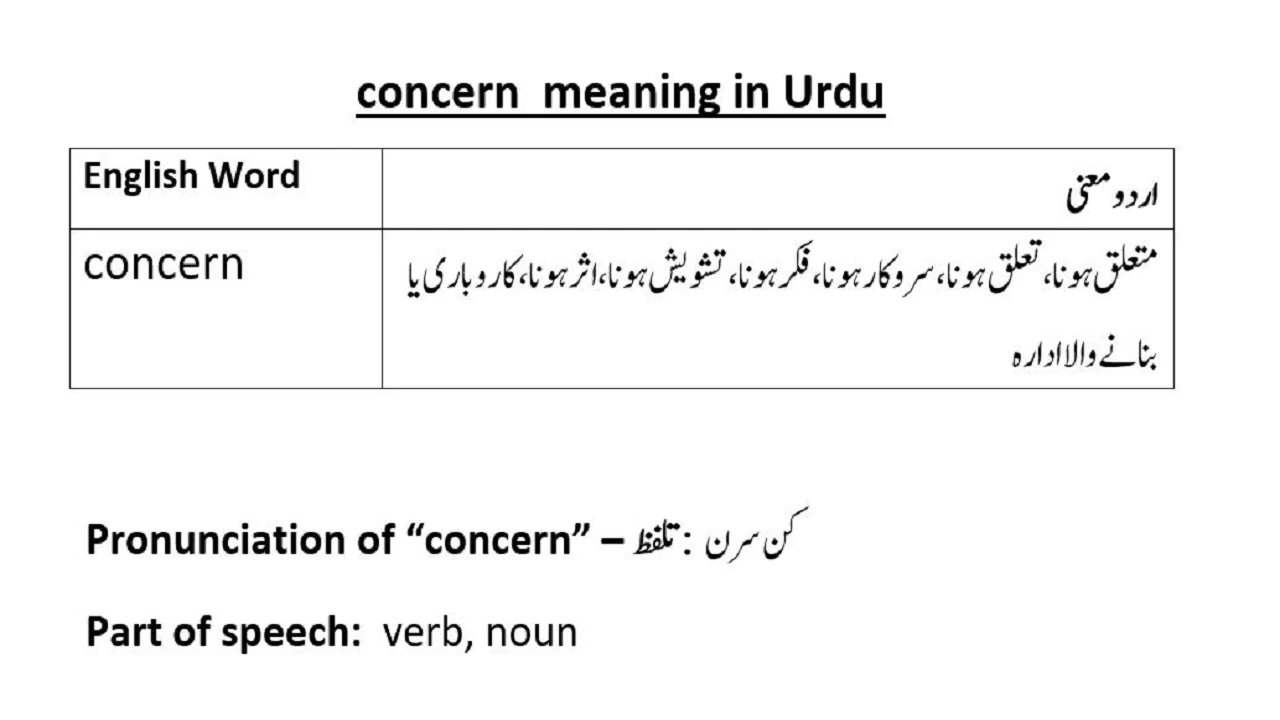 concern meaning in Urdu
English Word
اردو معنی
concern
متعلق ہونا، تعلق ہونا، سروکار ہونا، فکر ہونا، تشویش ہونا، اثر ہونا، کاروباری یا
بنانے والا ادارہ
Pronunciation of “concern” – تلفظ : کن سرن
Part of speech: verb, noun